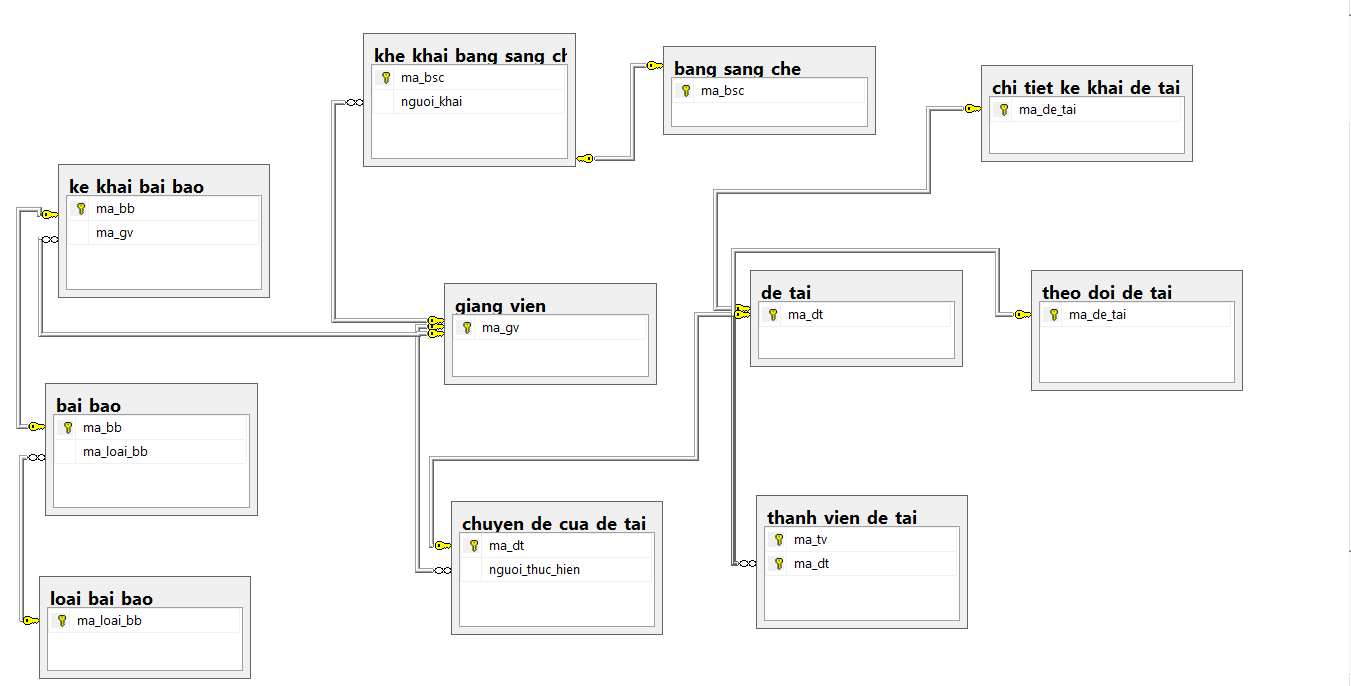 khe khai bang sang ch
ma_bsc
nguoi_khai
bang sang che
ma_bsc
chi tiet ke khai de tai
ma_de_tai
ke khai bai bao
ma_bb
ma_gv
giang vien
ma_gv
de tai
ma_dt
theo doi de tai
ma_de_tai
bai bao
ma_bb
ma_loai_bb
chuyen de cua de tai
ma_dt
nguoi_thuc_hien
thanh vien de tai
ma_tv
ma_dt
loai bai bao
ma_loai_bb